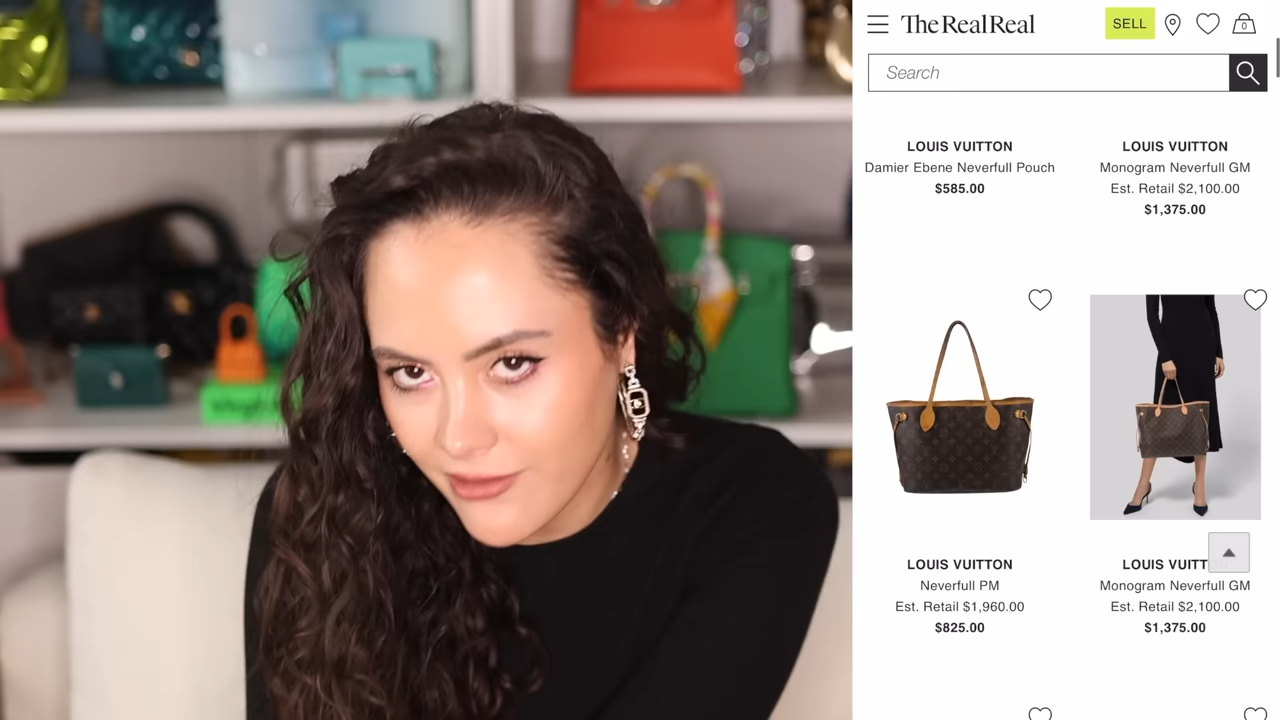 TheRealReal
SELL
0
Search
LOUIS VUITTON
Damier Ebene Neverfull Pouch
$585.00
LOUIS VUITTON
Monogram Neverfull GM
Est. Retail $2,100.00
$1,375.00
LOUIS VUITTON
Neverfull PM
Est. Retail $1,960.00
$825.00
LOUIS
Monogram Neverfull GM
Est. Retail $2,100.00
$1,375.00